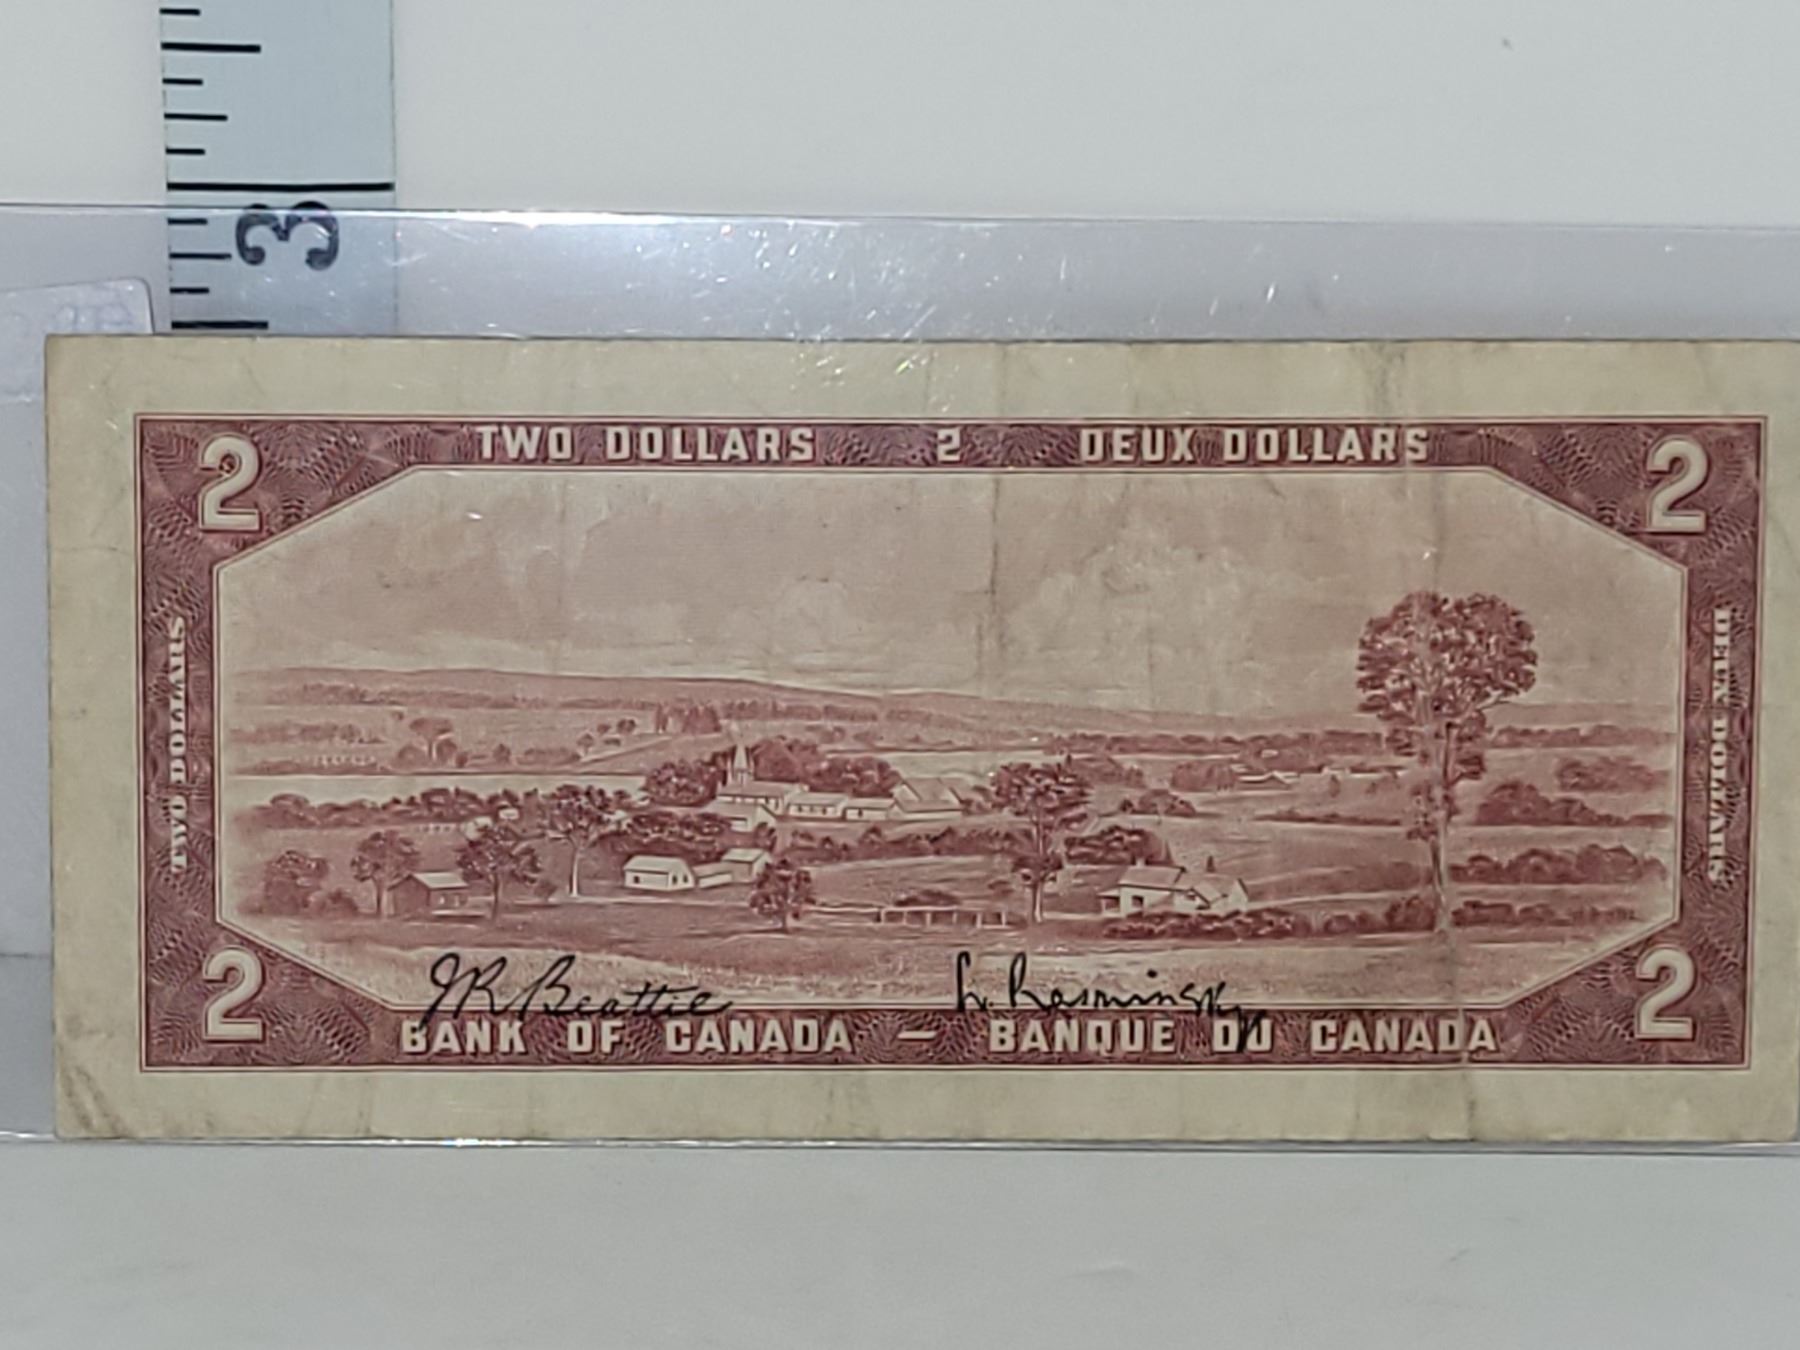 3
2 TWO DOLLARS 2 DEUX DOLLARS 2
TWO DOLLARS
DEUX DOLLARS
J R Beattie L. Rasminsky
2 BANK OF CANADA – BANQUE DU CANADA 2